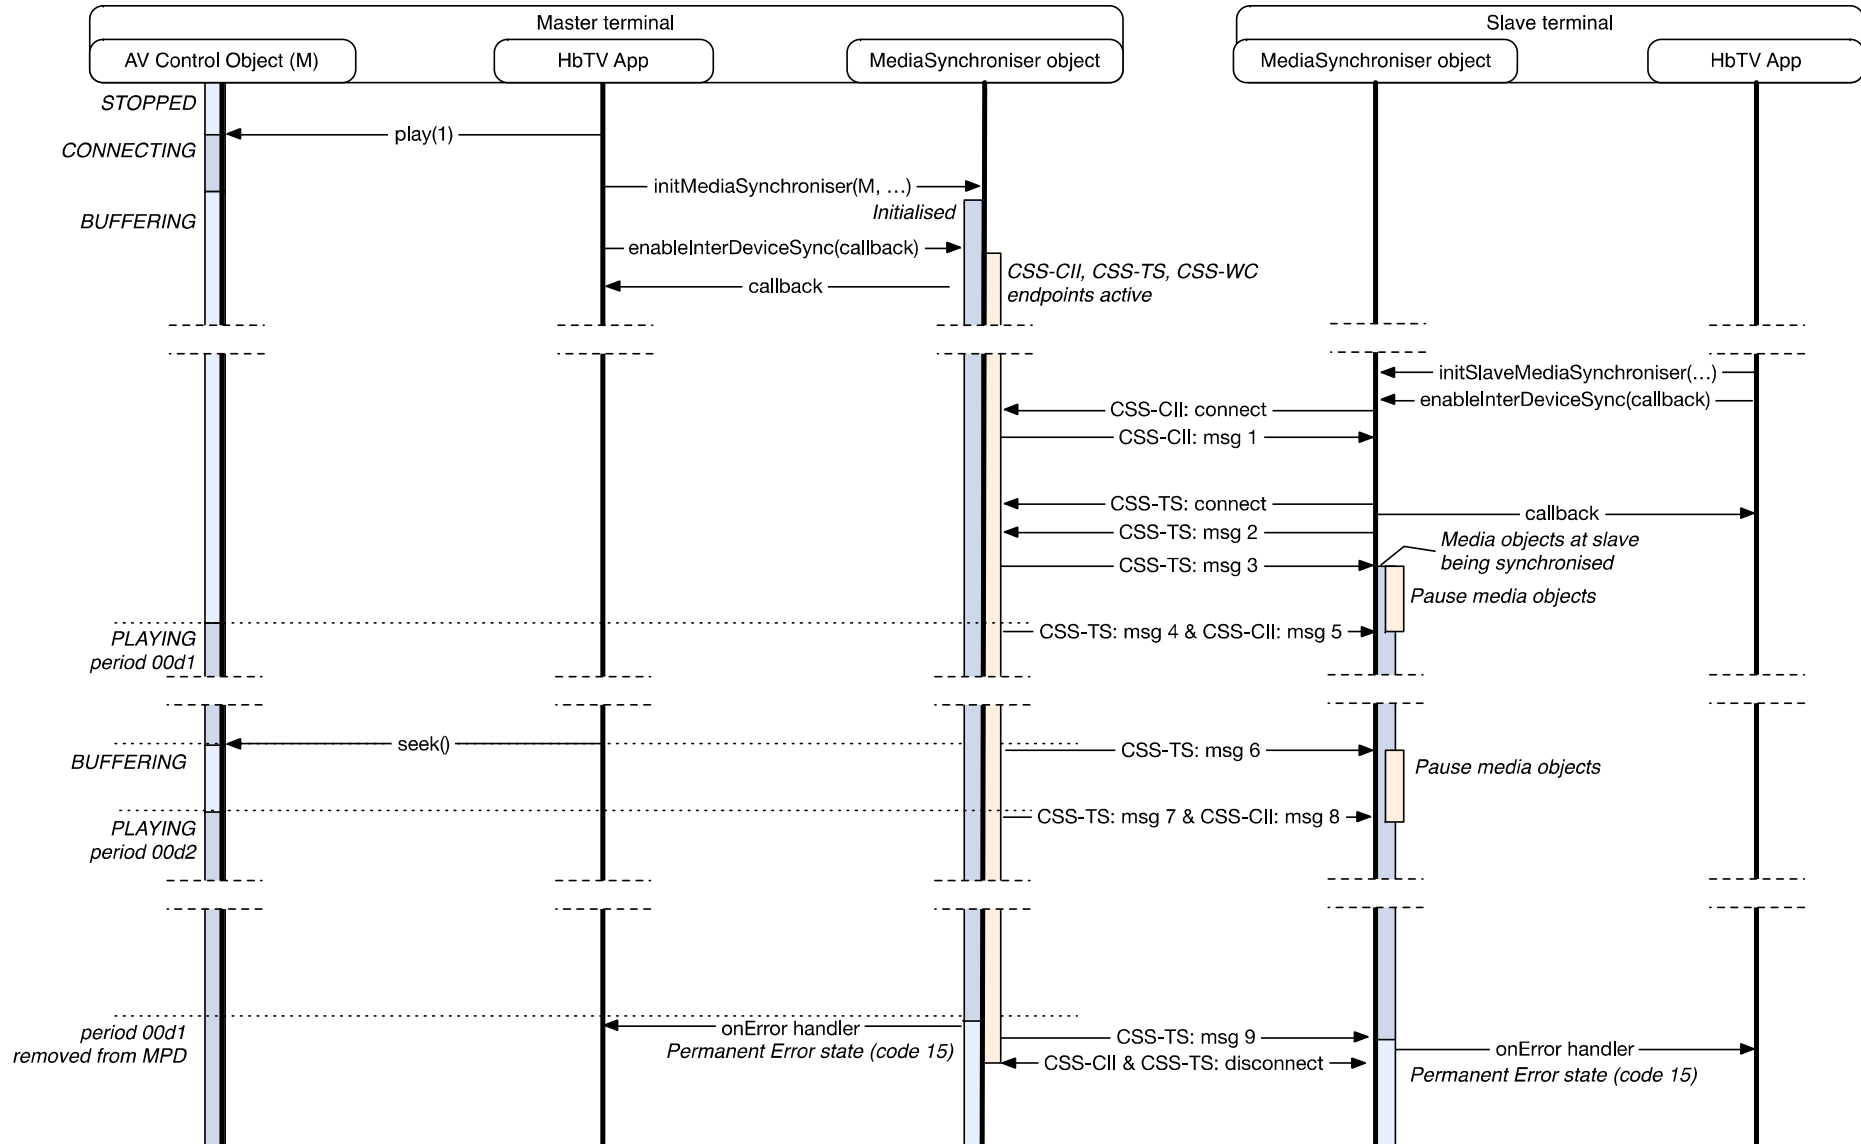 Master terminal
Slave terminal
AV Control Object (M)
HbTV App
MediaSynchroniser object
MediaSynchroniser object
HbTV App
STOPPED
play(1)
CONNECTING
initMediaSynchroniser(M, ...)
Initialised
BUFFERING
enableInterDeviceSync(callback)
CSS-CII, CSS-TS, CSS-WC
endpoints active
callback
initSlaveMediaSynchroniser(...)
enableInterDeviceSync(callback)
CSS-CII: connect
CSS-CII: msg 1
CSS-TS: connect
callback
CSS-TS: msg 2
Media objects at slave
being synchronised
CSS-TS: msg 3
Pause media objects
CSS-TS: msg 4 & CSS-CII: msg 5
PLAYING
period 00d1
seek()
CSS-TS: msg 6
BUFFERING
Pause media objects
CSS-TS: msg 7 & CSS-CII: msg 8
PLAYING
period 00d2
period 00d1
removed from MPD
onError handler
Permanent Error state (code 15)
CSS-TS: msg 9
CSS-CII & CSS-TS: disconnect
onError handler
Permanent Error state (code 15)